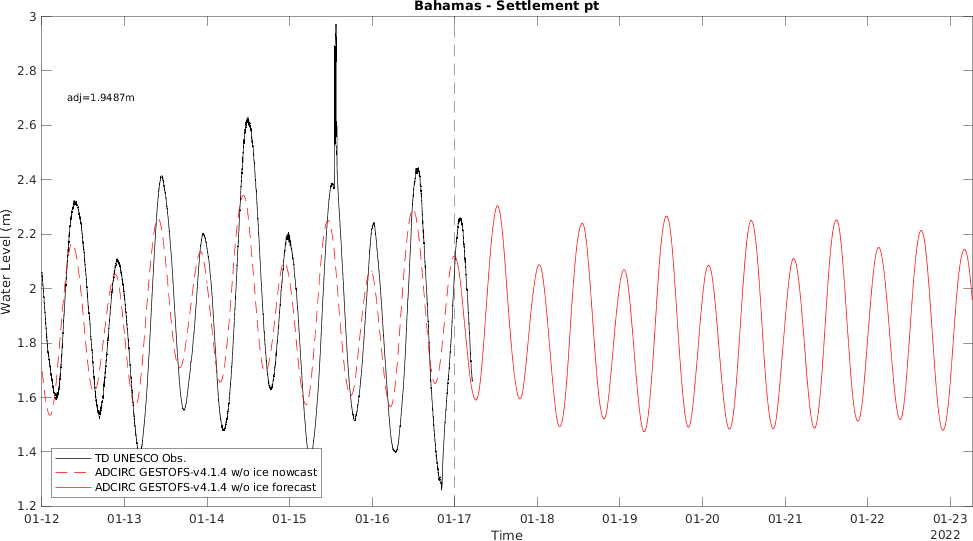 Bahamas - Settlement pt
3
2.8
adj=1.9487m
2.6
2.4
2.2
2
1.8
1.6
1.4
1.2
Water Level (m)
TD UNESCO Obs.
ADCIRC GESTOFS-v4.1.4 w/o ice nowcast
ADCIRC GESTOFS-v4.1.4 w/o ice forecast
01-12 01-13 01-14 01-15 01-16 01-17 01-18 01-19 01-20 01-21 01-22 01-23
Time
2022